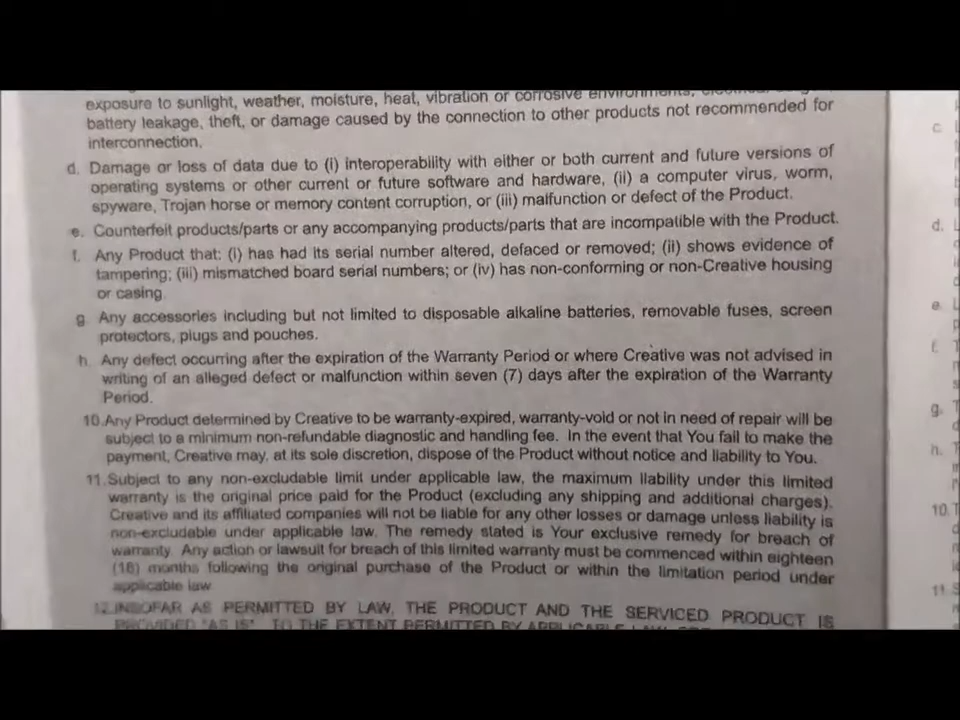 exposure to sunlight, weather, moisture, heat, vibration or corrosive environments,
battery leakage, theft, or damage caused by the connection to other products not recommended for
interconnection.
d. Damage or loss of data due to (i) interoperability with either or both current and future versions of
operating systems or other current or future software and hardware, (ii) a computer virus, worm,
spyware, Trojan horse or memory content corruption, or (iii) malfunction or defect of the Product.
e. Counterfeit products/parts or any accompanying products/parts that are incompatible with the Product.
f. Any Product that: (i) has had its serial number altered, defaced or removed; (ii) shows evidence of
tampering; (iii) mismatched board serial numbers; or (iv) has non-conforming or non-Creative housing
or casing.
g. Any accessories including but not limited to disposable alkaline batteries, removable fuses, screen
protectors, plugs and pouches.
h. Any defect occurring after the expiration of the Warranty Period or where Creative was not advised in
writing of an alleged defect or malfunction within seven (7) days after the expiration of the Warranty
Period.
10. Any Product determined by Creative to be warranty-expired, warranty-void or not in need of repair will be
subject to a minimum non-refundable diagnostic and handling fee. In the event that You fail to make the
payment, Creative may, at its sole discretion, dispose of the Product without notice and liability to You.
11. Subject to any non-excludable limit under applicable law, the maximum liability under this limited
warranty is the original price paid for the Product (excluding any shipping and additional charges).
Creative and its affiliated companies will not be liable for any other losses or damage unless liability is
non-excludable under applicable law. The remedy stated is Your exclusive remedy for breach of
warranty. Any action or lawsuit for breach of this limited warranty must be commenced within eighteen
(18) months following the original purchase of the Product or within the limitation period under
applicable law.
12. INSOFAR AS PERMITTED BY LAW, THE PRODUCT AND THE SERVICED PRODUCT IS
PROVIDED "AS IS". TO THE EXTENT PERMITTED BY APPLICABLE LAW,
c.
d.
e.
f.
g.
h.
10.
11.